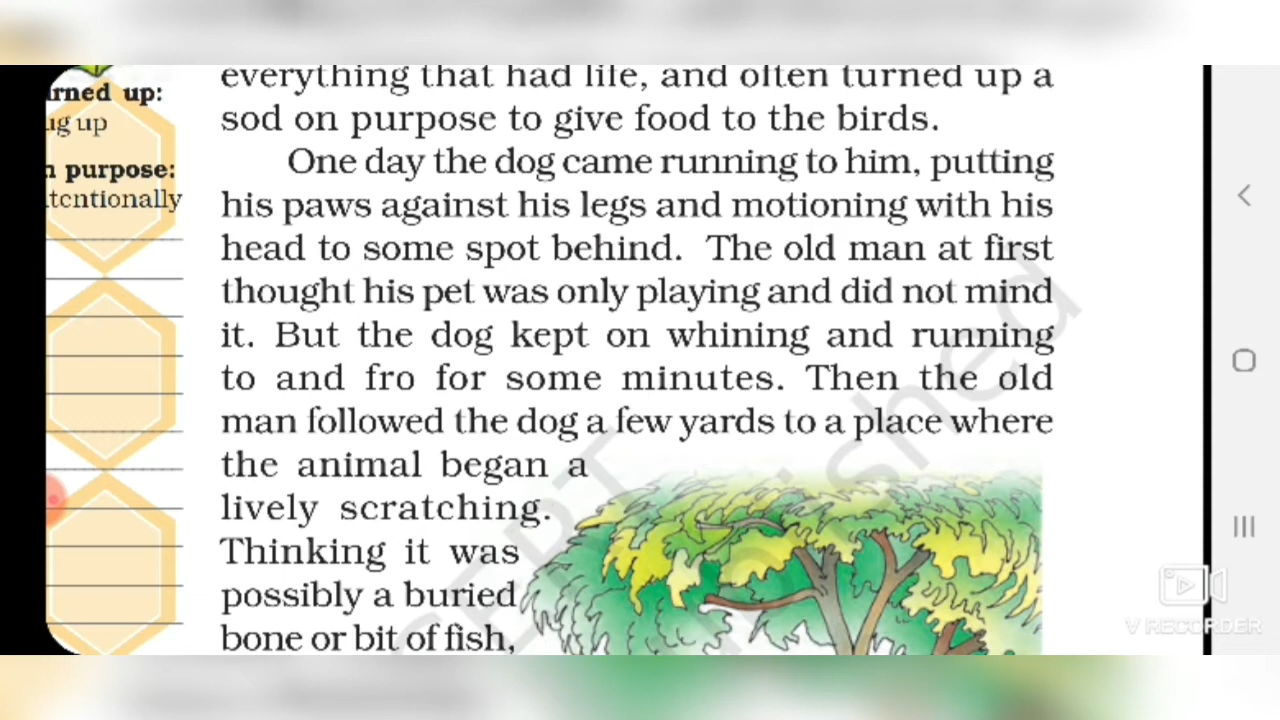 rned up:
ug up
n purpose:
tentionally
everything that had life, and often turned up a
sod on purpose to give food to the birds.
One day the dog came running to him, putting
his paws against his legs and motioning with his
head to some spot behind. The old man at first
thought his pet was only playing and did not mind
it. But the dog kept on whining and running
to and fro for some minutes. Then the old
man followed the dog a few yards to a place where
the animal began a
lively scratching.
Thinking it was
possibly a buried
bone or bit of fish,
V RECORDER